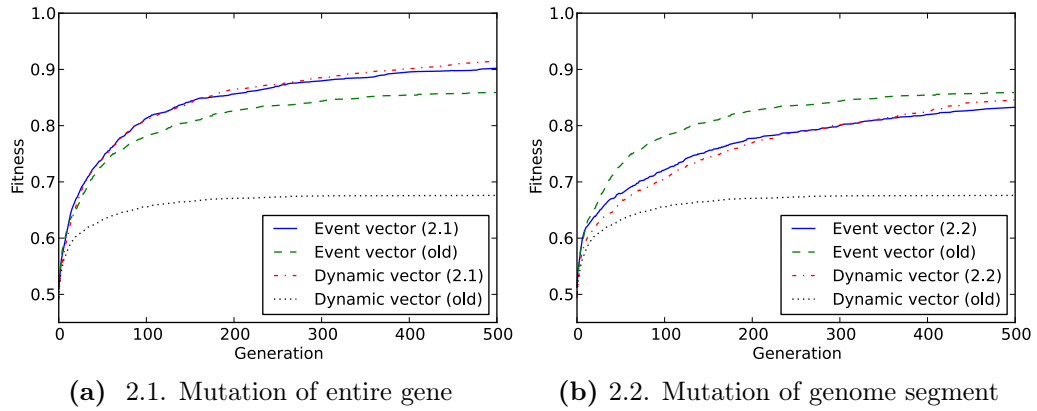 1.0
0.9
0.8
0.7
0.6
0.5
Fitness
0 100 200 300 400 500
Generation
Event vector (2.1)
Event vector (old)
Dynamic vector (2.1)
Dynamic vector (old)
(a) 2.1. Mutation of entire gene
1.0
0.9
0.8
0.7
0.6
0.5
Fitness
0 100 200 300 400 500
Generation
Event vector (2.2)
Event vector (old)
Dynamic vector (2.2)
Dynamic vector (old)
(b) 2.2. Mutation of genome segment